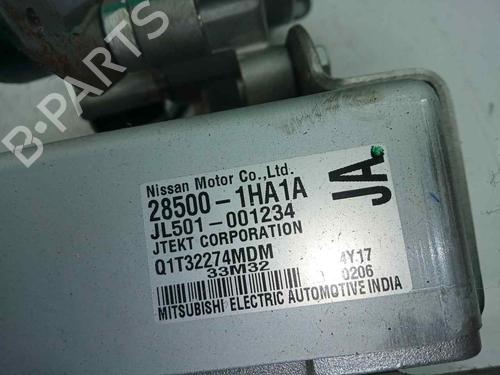 B-PARTS
Nissan Motor Co.,Ltd.
28500-1HA1A
JL501-001234
JTEKT CORPORATION
Q1T32274MDM 4Y17
33M32 0206
MITSUBISHI ELECTRIC AUTOMOTIVE INDIA
JA